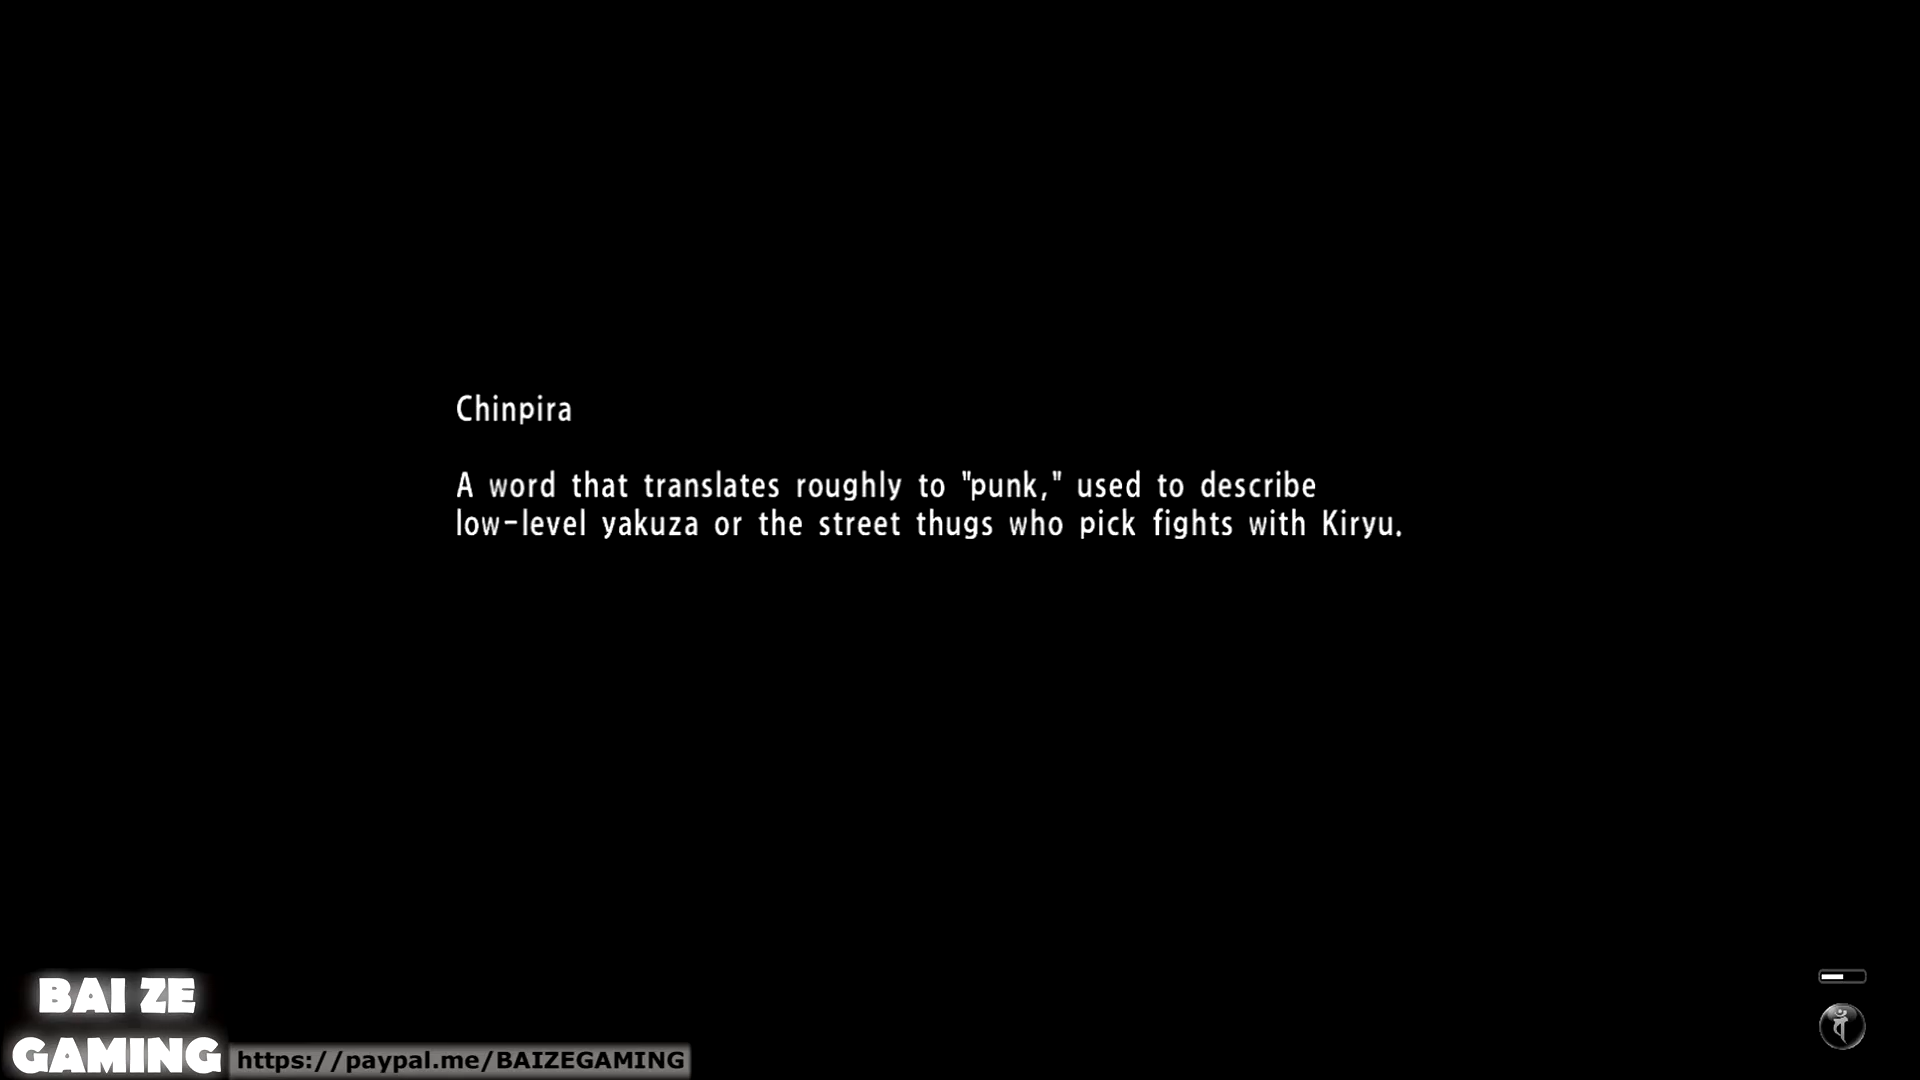 Chinpira
A word that translates roughly to "punk," used to describe
low-level yakuza or the street thugs who pick fights with Kiryu.
BAI ZE
GAMING
https://paypal.me/BAIZEGAMING